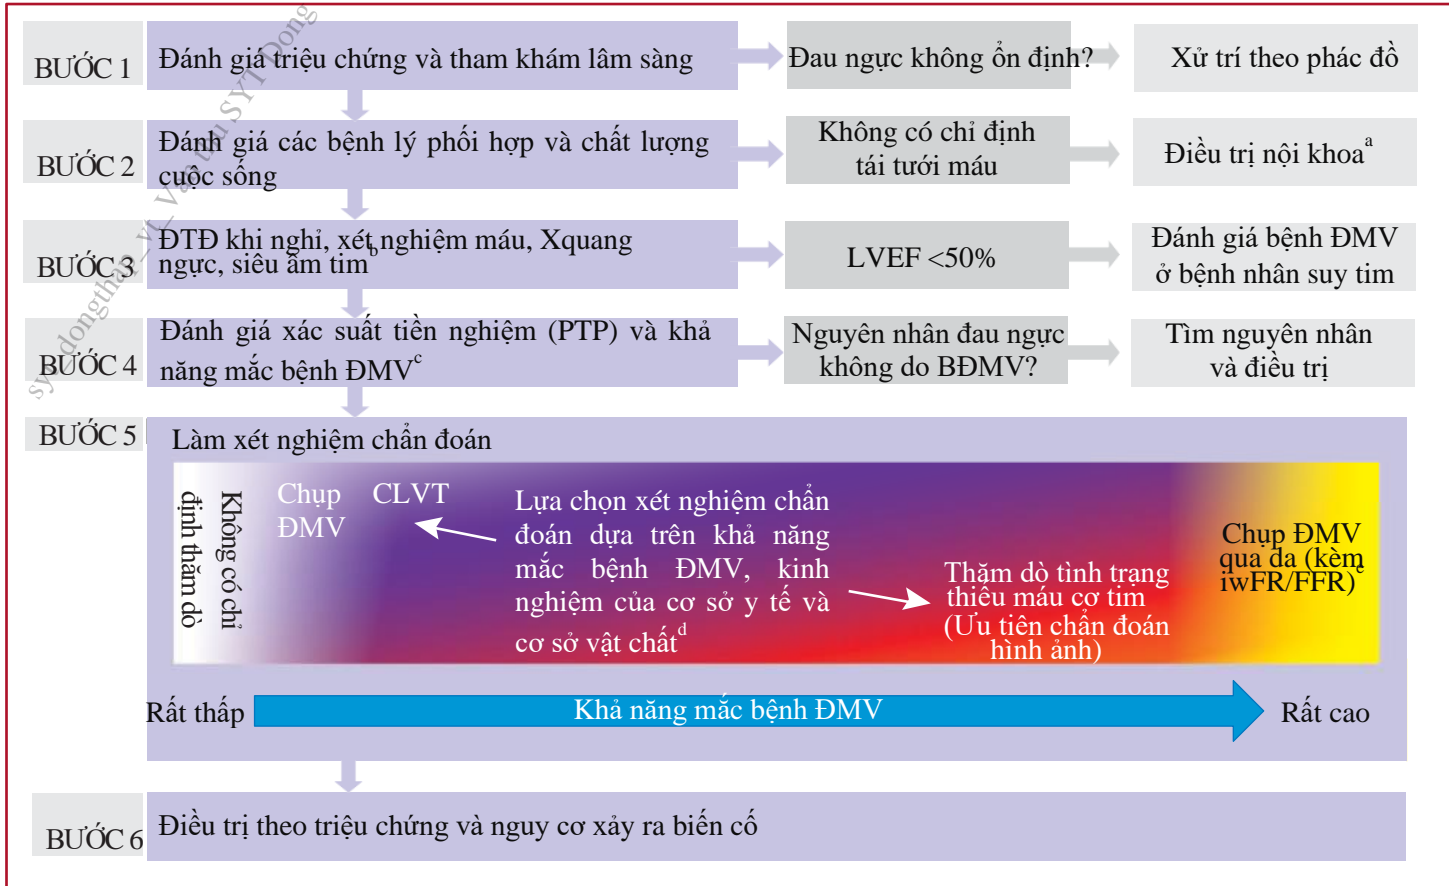 BƯỚC 1
Đánh giá triệu chứng và tham khám lâm sàng
Đau ngực không ổn định?
Xử trí theo phác đồ
BƯỚC 2
Đánh giá các bệnh lý phối hợp và chất lượng
cuộc sống
Không có chỉ định
tái tưới máu
Điều trị nội khoa^a
BƯỚC 3
ĐTĐ khi nghỉ, xét nghiệm máu, Xquang
ngực, siêu âm tim^b
LVEF <50%
Đánh giá bệnh ĐMV
ở bệnh nhân suy tim
BƯỚC 4
Đánh giá xác suất tiền nghiệm (PTP) và khả
năng mắc bệnh ĐMV^c
Nguyên nhân đau ngực
không do BĐMV?
Tìm nguyên nhân
và điều trị
BƯỚC 5
Làm xét nghiệm chẩn đoán
Không có chỉ
định thăm dò
Chụp CLVT
ĐMV
Lựa chọn xét nghiệm chẩn
đoán dựa trên khả năng
mắc bệnh ĐMV, kinh
nghiệm của cơ sở y tế và
cơ sở vật chất^d
Thăm dò tình trạng
thiếu máu cơ tim
(Ưu tiên chẩn đoán
hình ảnh)
Chụp ĐMV
qua da (kèm
iwFR/FFR)^e
Rất thấp
Khả năng mắc bệnh ĐMV
Rất cao
BƯỚC 6
Điều trị theo triệu chứng và nguy cơ xảy ra biến cố